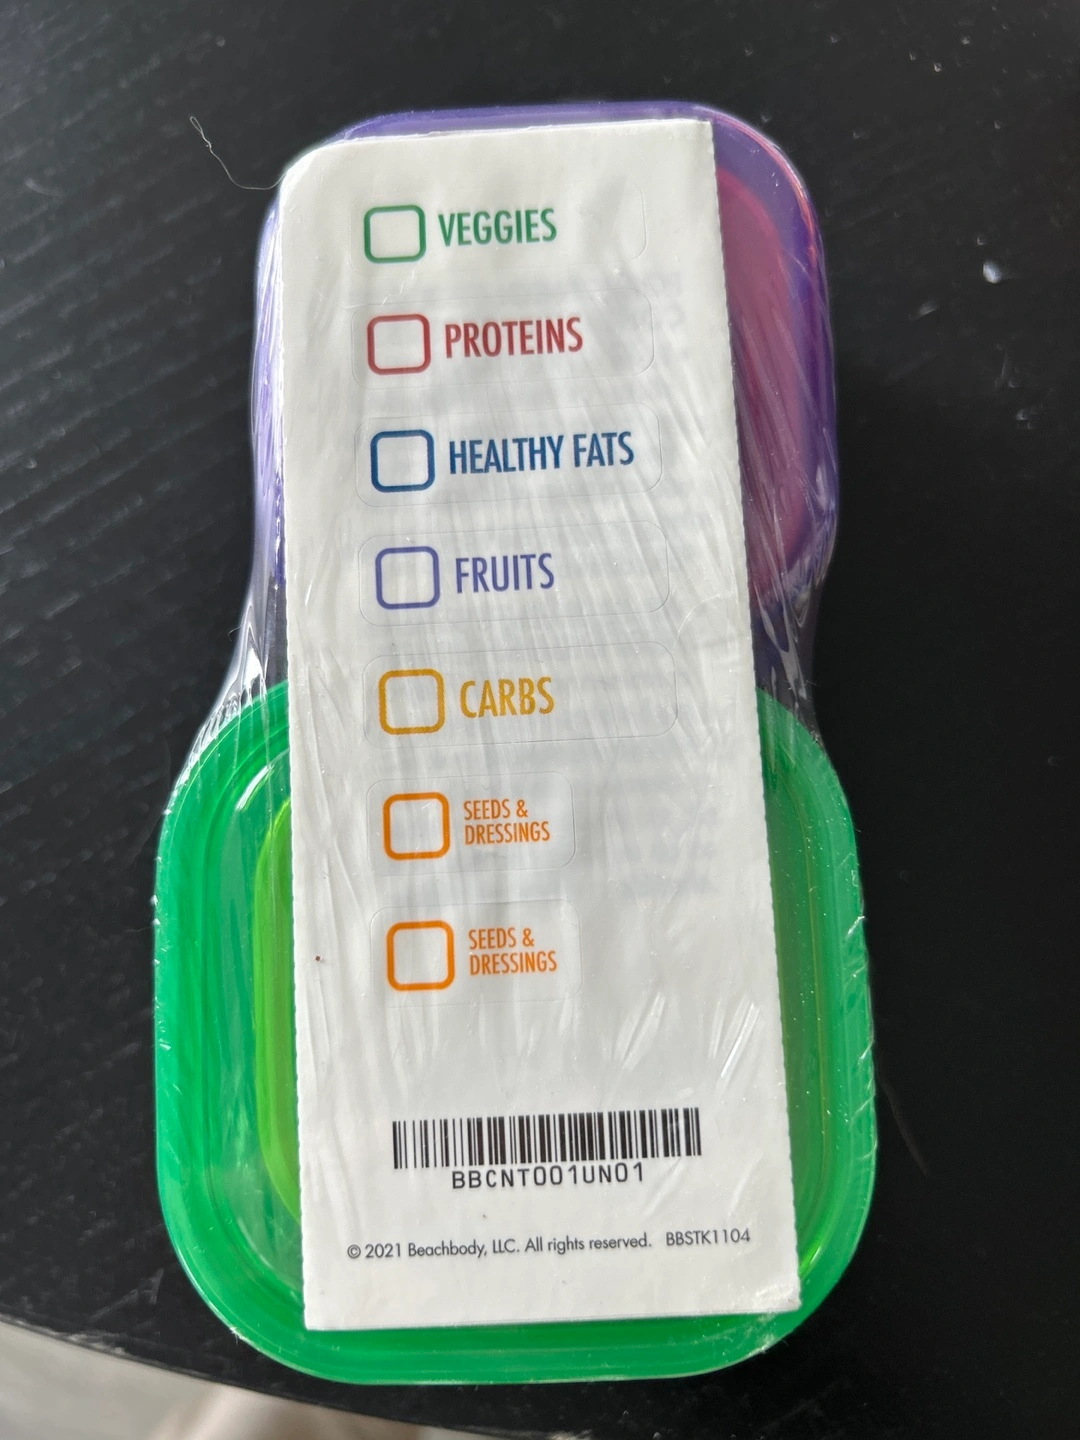 VEGGIES
PROTEINS
HEALTHY FATS
FRUITS
CARBS
SEEDS &
DRESSINGS
SEEDS &
DRESSINGS
BBCNT001UN01
© 2021 Beachbody, LLC. All rights reserved. BBSTK1104